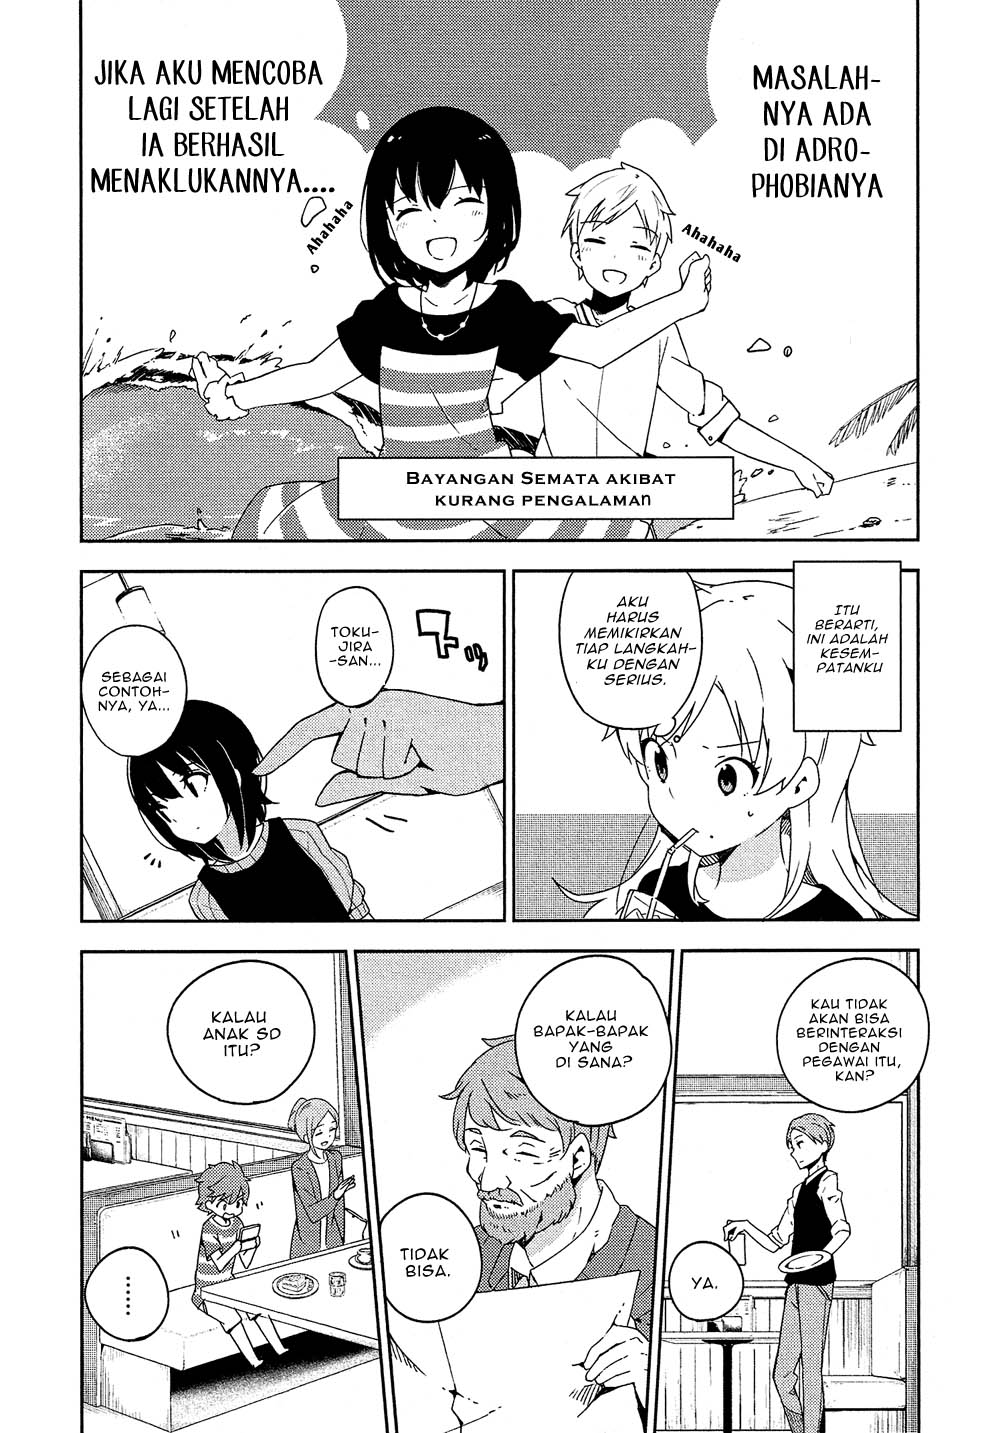 MASALAH-
NYA ADA
DI ADRO-
PHOBIANYA
JIKA AKU MENCOBA
LAGI SETELAH
IA BERHASIL
MENAKLUKANNYA....
Ahahaha
Ahahaha
BAYANGAN SEMATA AKIBAT
KURANG PENGALAMAN
ITU
BERARTI,
INI ADALAH
KESEM-
PATANKU
AKU
HARUS
MEMIKIRKAN
TIAP LANGKAH-
KU DENGAN
SERIUS.
TOKU-
JIRA
-SAN...
SEBAGAI
CONTOH-
NYA, YA...
KAU TIDAK
AKAN BISA
BERINTERAKSI
DENGAN
PEGAWAI ITU,
KAN?
YA.
KALAU
BAPAK-BAPAK
YANG
DI SANA?
TIDAK
BISA.
KALAU
ANAK SD
ITU?
......